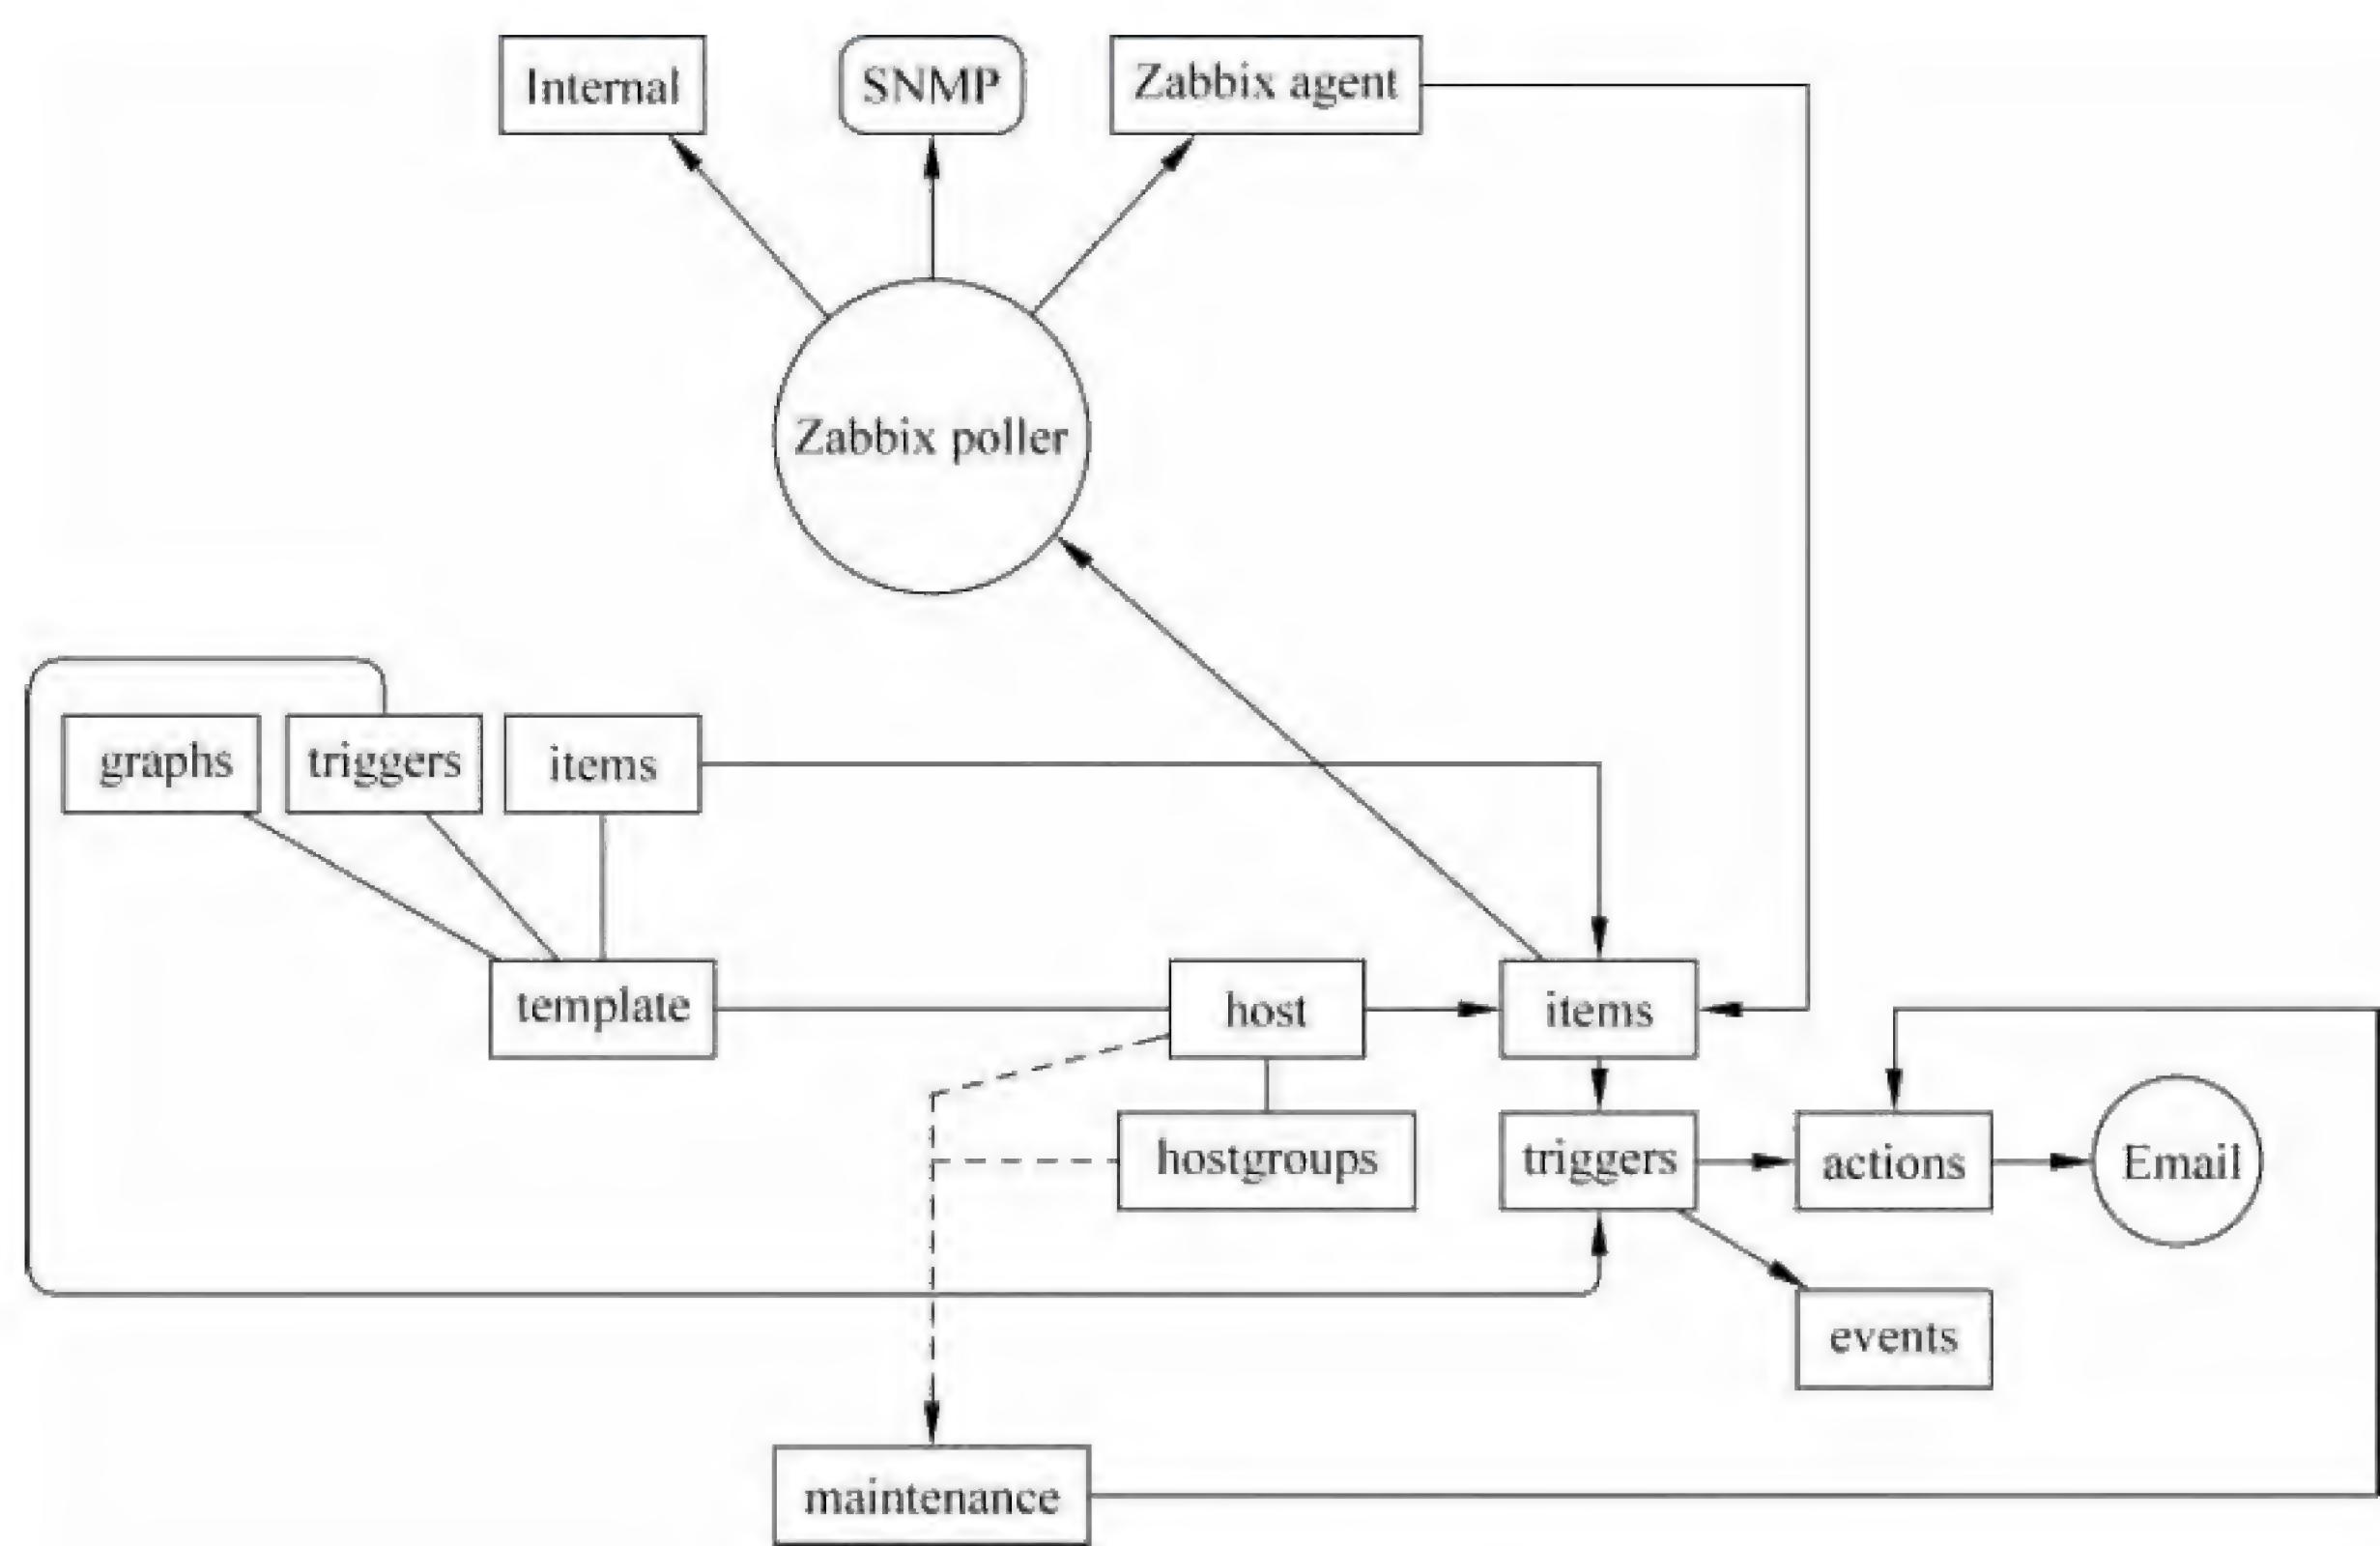 Internal
SNMP
Zabbix agent
Zabbix poller
graphs
triggers
items
template
host
items
hostgroups
triggers
actions
Email
events
maintenance